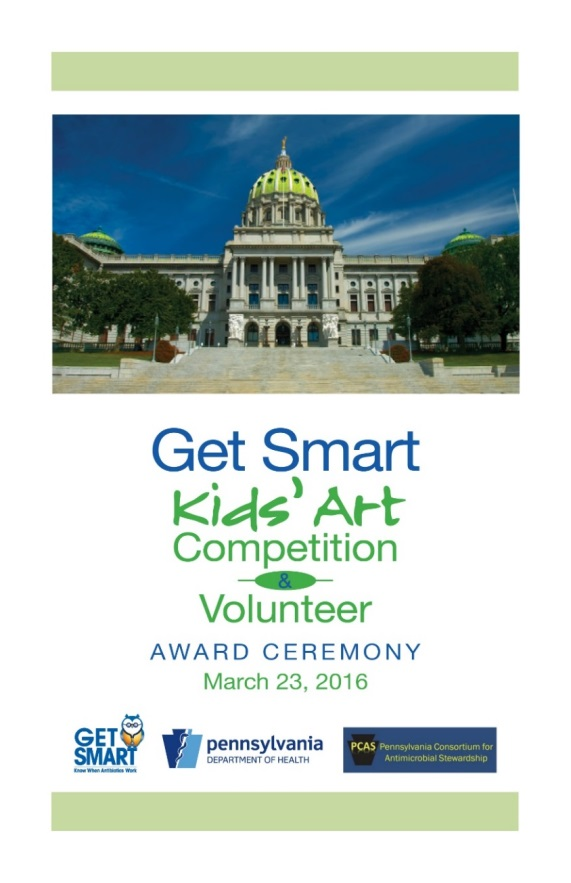 Get Smart
Kids' Art
Competition
&
Volunteer
AWARD CEREMONY
March 23, 2016
GET
SMART
Know When Antibiotics Work
pennsylvania
DEPARTMENT OF HEALTH
PCAS
Pennsylvania Consortium for
Antimicrobial Stewardship